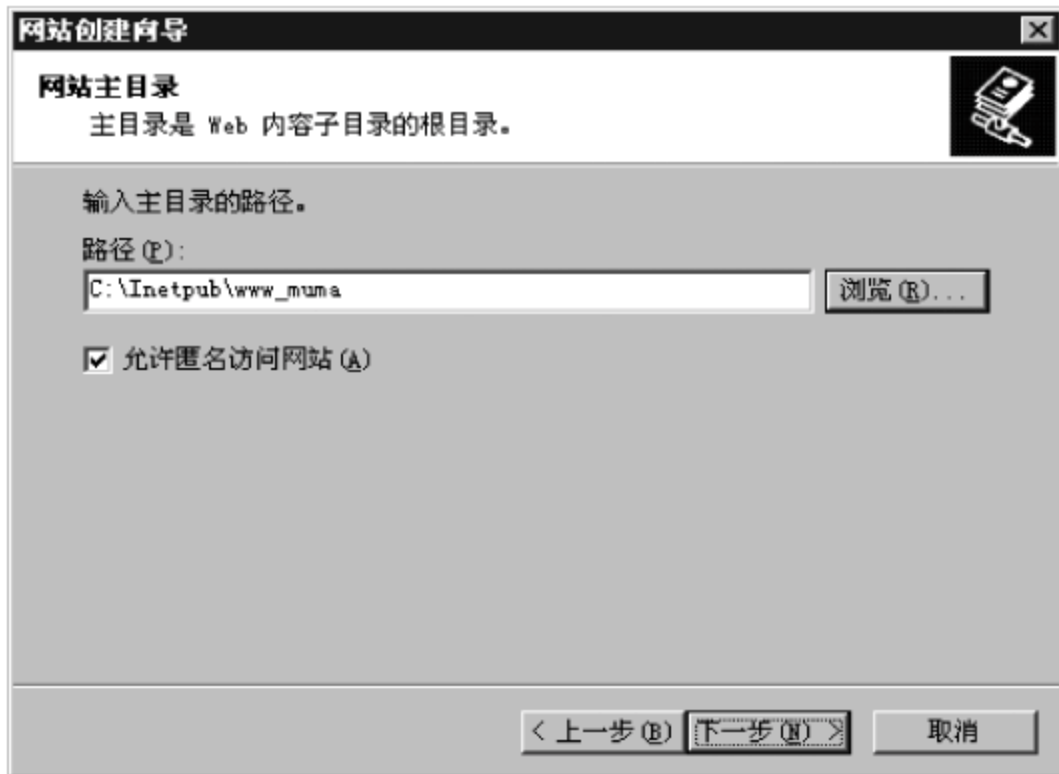 网站创建向导
网站主目录
主目录是 Web 内容子目录的根目录。
输入主目录的路径。
路径(P):
C:\Inetpub\www_muma
浏览(R)...
允许匿名访问网站(A)
< 上一步(B) 下一步(N) > 取消